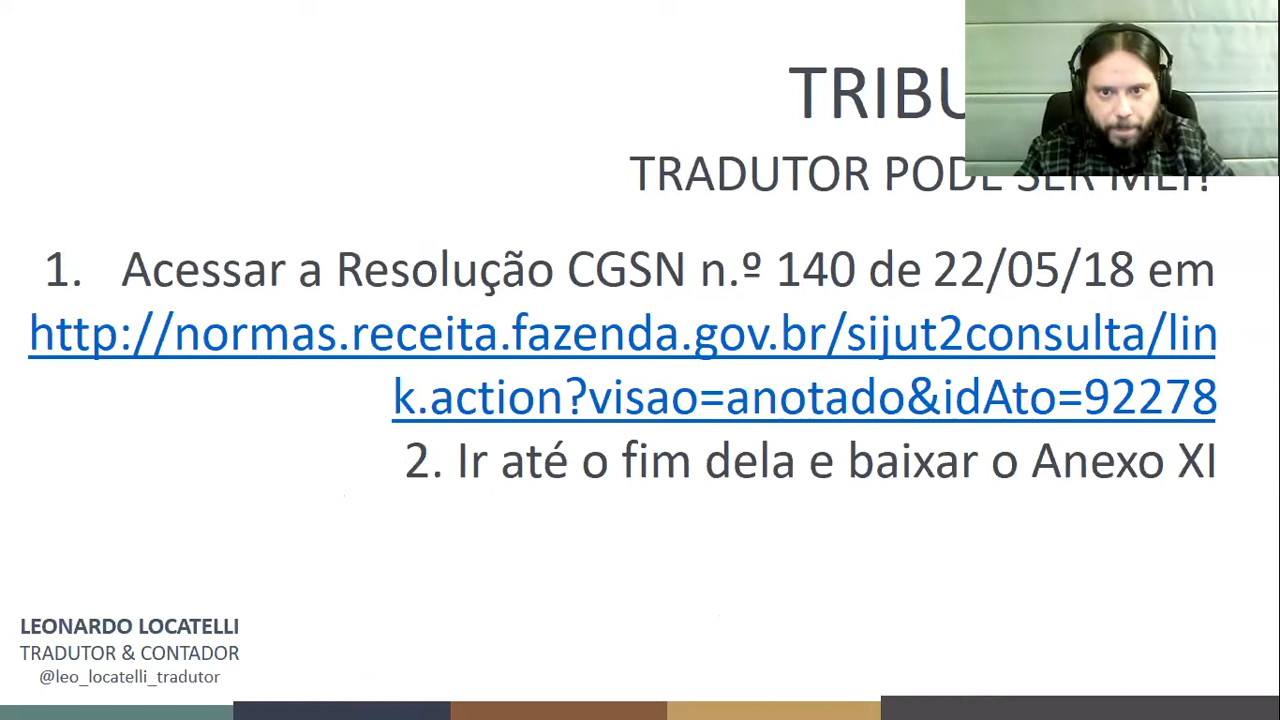 TRIBU
TRADUTOR PODE SER MEI?
1. Acessar a Resolução CGSN n.º 140 de 22/05/18 em
http://normas.receita.fazenda.gov.br/sijut2consulta/lin
k.action?visao=anotado&idAto=92278
2. Ir até o fim dela e baixar o Anexo XI
LEONARDO LOCATELLI
TRADUTOR & CONTADOR
@leo_locatelli_tradutor